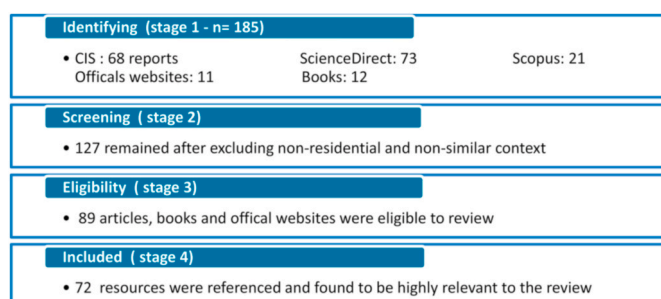 Identifying (stage 1 - n= 185)
• CIS : 68 reports ScienceDirect: 73 Scopus: 21
Officals websites: 11 Books: 12
Screening ( stage 2)
• 127 remained after excluding non-residential and non-similar context
Eligibility ( stage 3)
• 89 articles, books and offical websites were eligible to review
Included ( stage 4)
• 72 resources were referenced and found to be highly relevant to the review